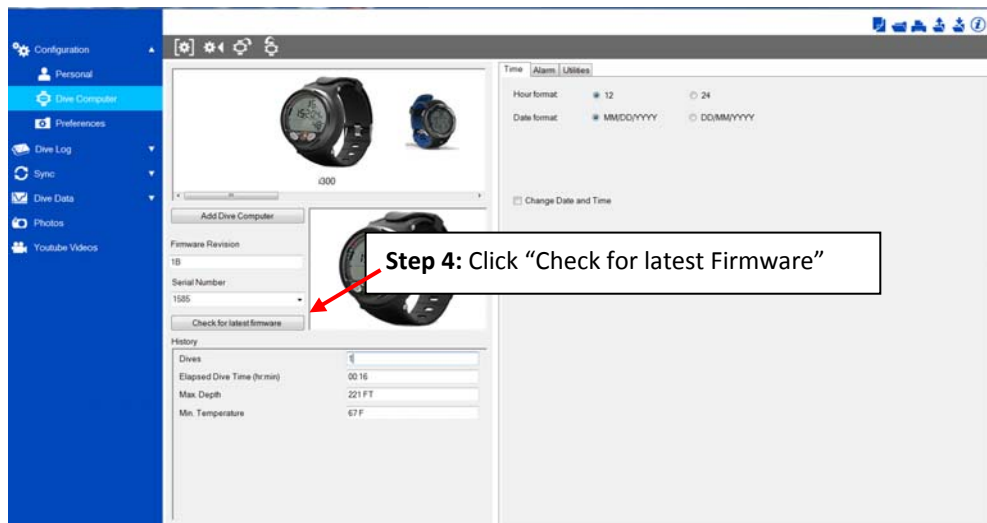 Configuration
Personal
Dive Computer
Preferences
Dive Log
Sync
Dive Data
Photos
Youtube Videos
i300
Add Dive Computer
Firmware Revision
1B
Serial Number
1585
Check for latest firmware
History
Dives 1
Elapsed Dive Time (hr:min) 00:16
Max. Depth 221 FT
Min. Temperature 67 F
Time Alarm Utilities
Hour format: 12 24
Date format: MM/DD/YYYY DD/MM/YYYY
Change Date and Time
Step 4: Click “Check for latest Firmware”